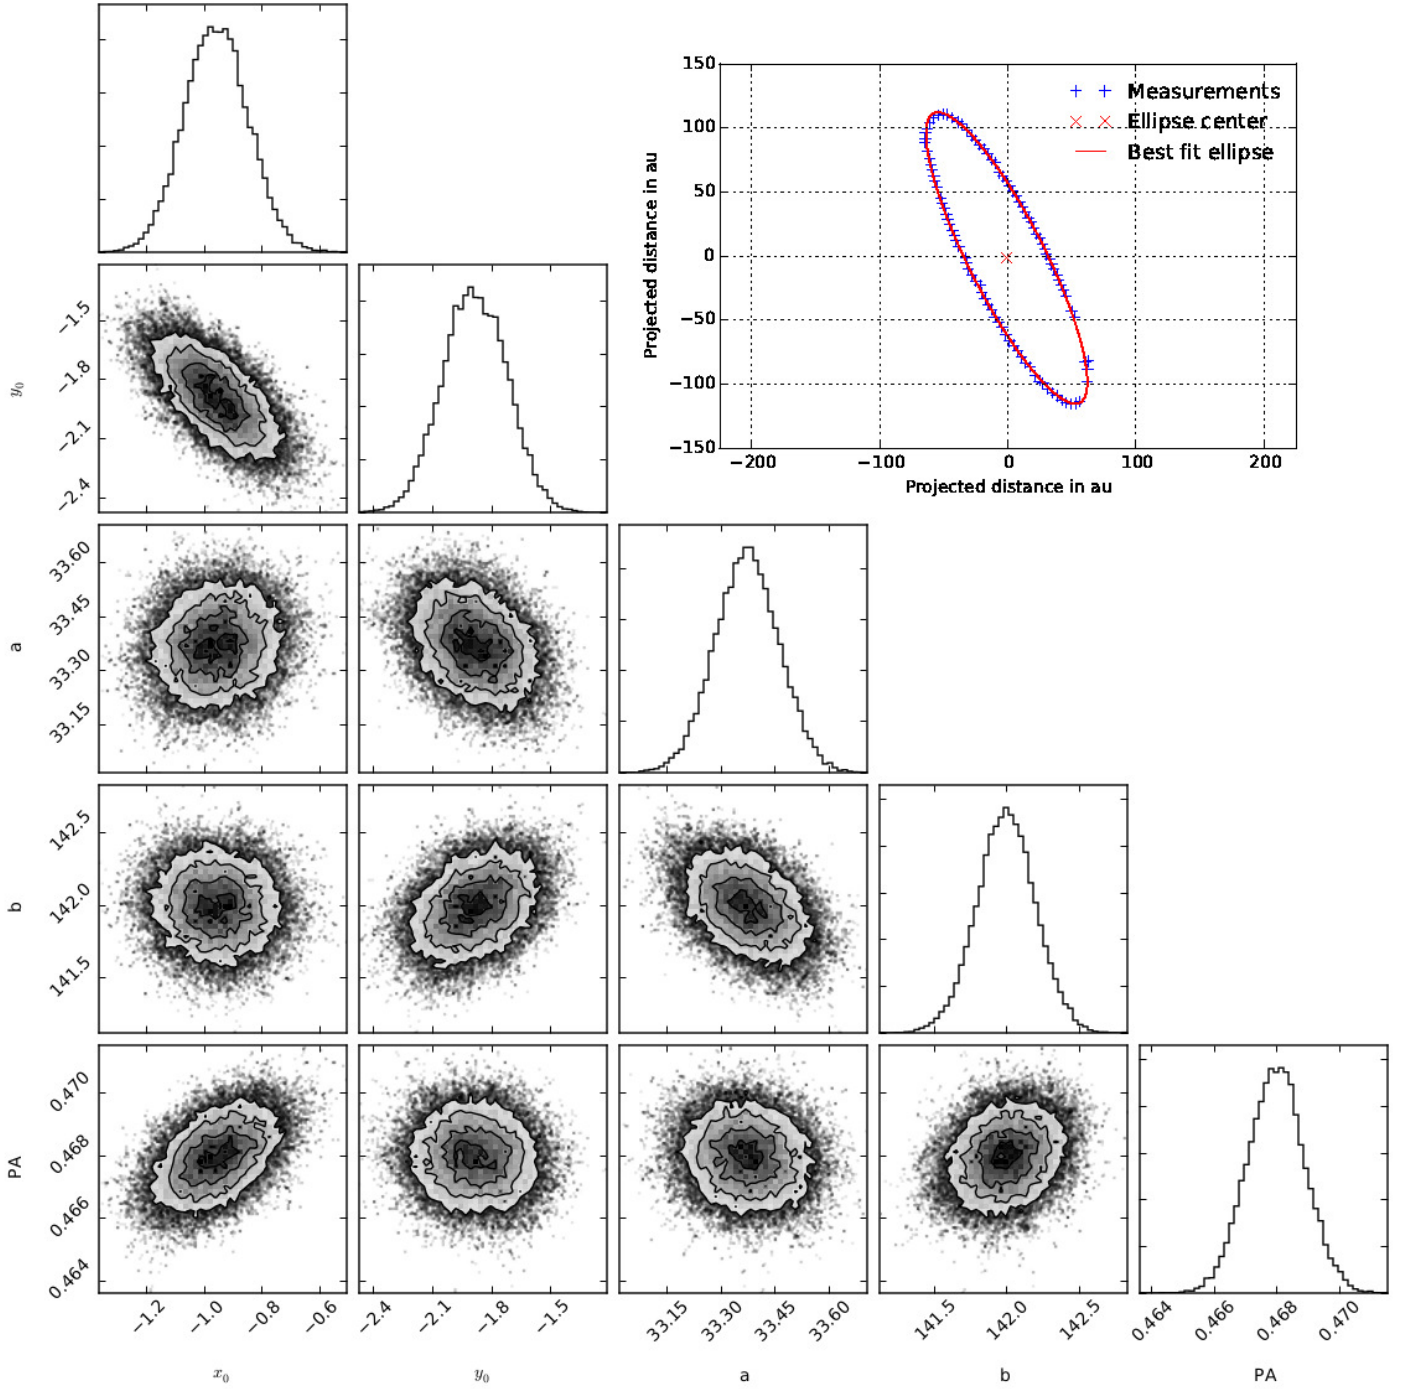 150
100
50
0
−50
−100
−150
Projected distance in au
Measurements
Ellipse center
Best fit ellipse
−200 −100 0 100 200
Projected distance in au
y₀
−1.5
−1.8
−2.1
−2.4
a
33.60
33.45
33.30
33.15
b
142.5
142.0
141.5
PA
0.470
0.468
0.466
0.464
−1.2 −1.0 −0.8 −0.6 −2.4 −2.1 −1.8 −1.5 33.15 33.30 33.45 33.60 141.5 142.0 142.5 0.464 0.466 0.468 0.470
x₀ y₀ a b PA